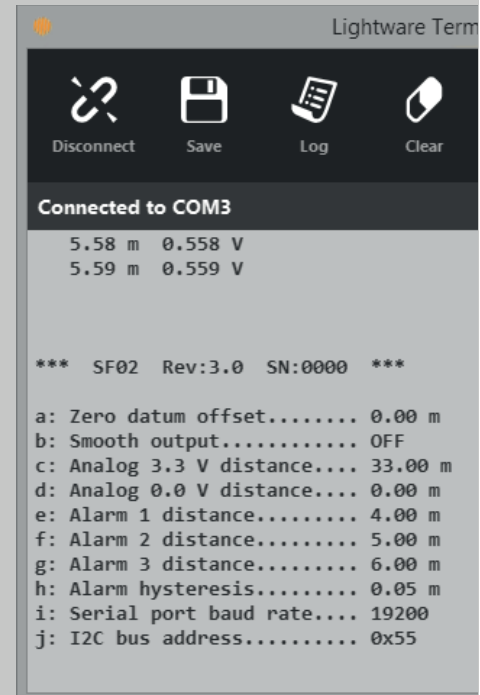 Lightware Term
Disconnect Save Log Clear
Connected to COM3
5.58 m 0.558 V
5.59 m 0.559 V
*** SF02 Rev:3.0 SN:0000 ***
a: Zero datum offset........ 0.00 m
b: Smooth output............ OFF
c: Analog 3.3 V distance.... 33.00 m
d: Analog 0.0 V distance.... 0.00 m
e: Alarm 1 distance......... 4.00 m
f: Alarm 2 distance......... 5.00 m
g: Alarm 3 distance......... 6.00 m
h: Alarm hysteresis......... 0.05 m
i: Serial port baud rate.... 19200
j: I2C bus address.......... 0x55